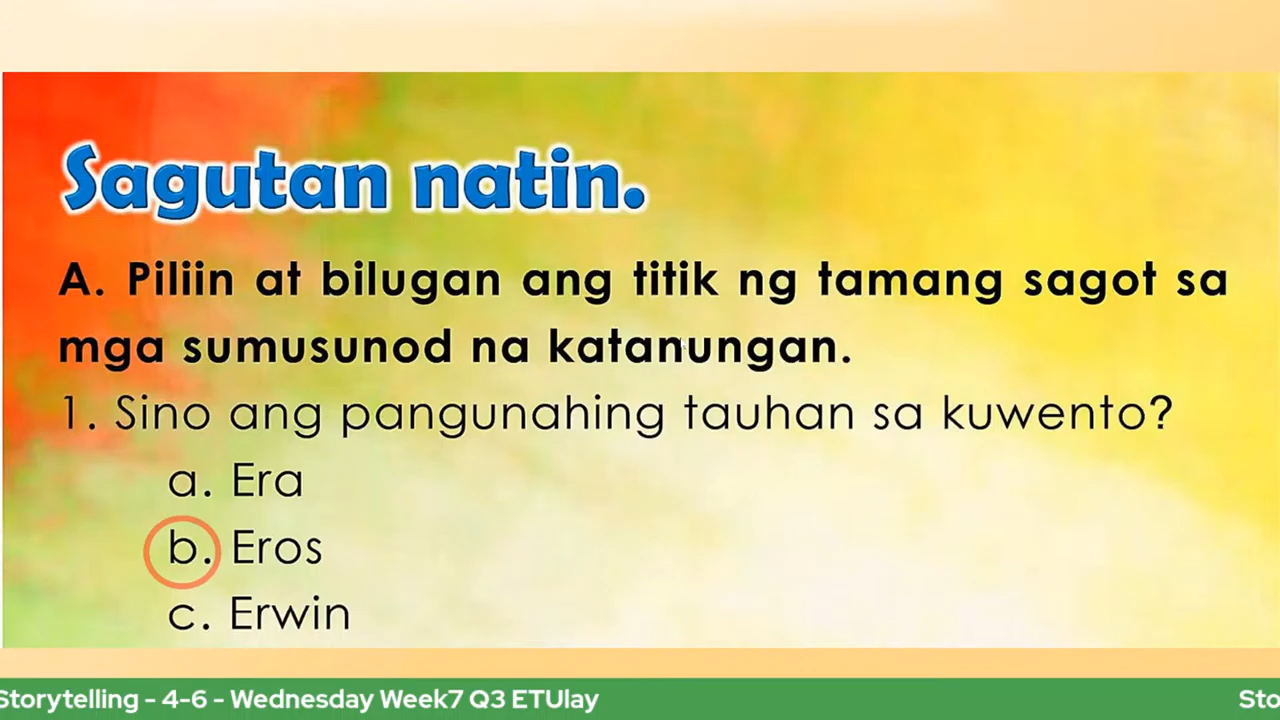 Sagutan natin.
A. Piliin at bilugan ang titik ng tamang sagot sa
mga sumusunod na katanungan.
1. Sino ang pangunahing tauhan sa kuwento?
a. Era
b. Eros
c. Erwin
Storytelling - 4-6 - Wednesday Week7 Q3 ETUlay Sto